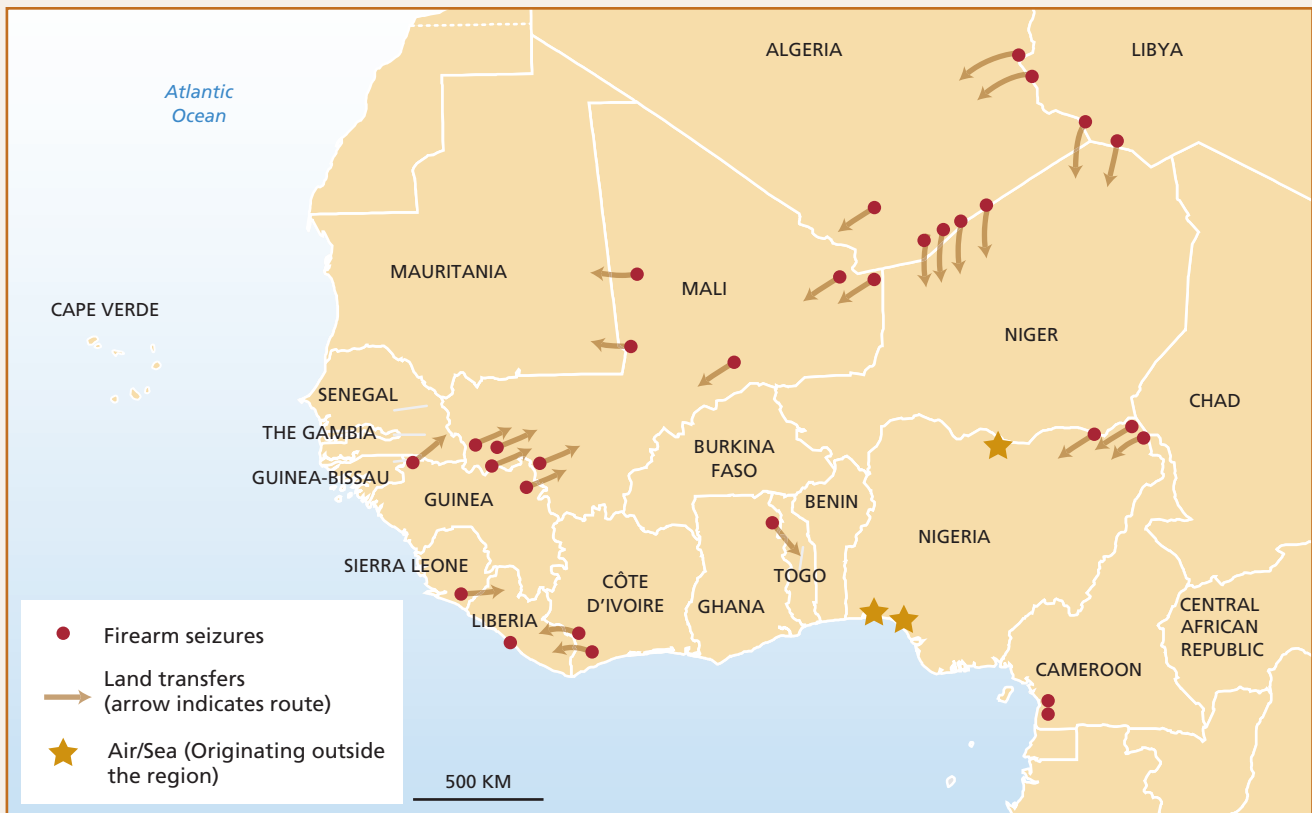 ALGERIA
LIBYA
Atlantic
Ocean
MAURITANIA
MALI
CAPE VERDE
NIGER
SENEGAL
CHAD
THE GAMBIA
BURKINA
FASO
GUINEA-BISSAU
GUINEA
BENIN
NIGERIA
SIERRA LEONE
TOGO
CÔTE
D'IVOIRE
GHANA
LIBERIA
CENTRAL
AFRICAN
REPUBLIC
CAMEROON
Firearm seizures
Land transfers
(arrow indicates route)
Air/Sea (Originating outside
the region)
500 KM